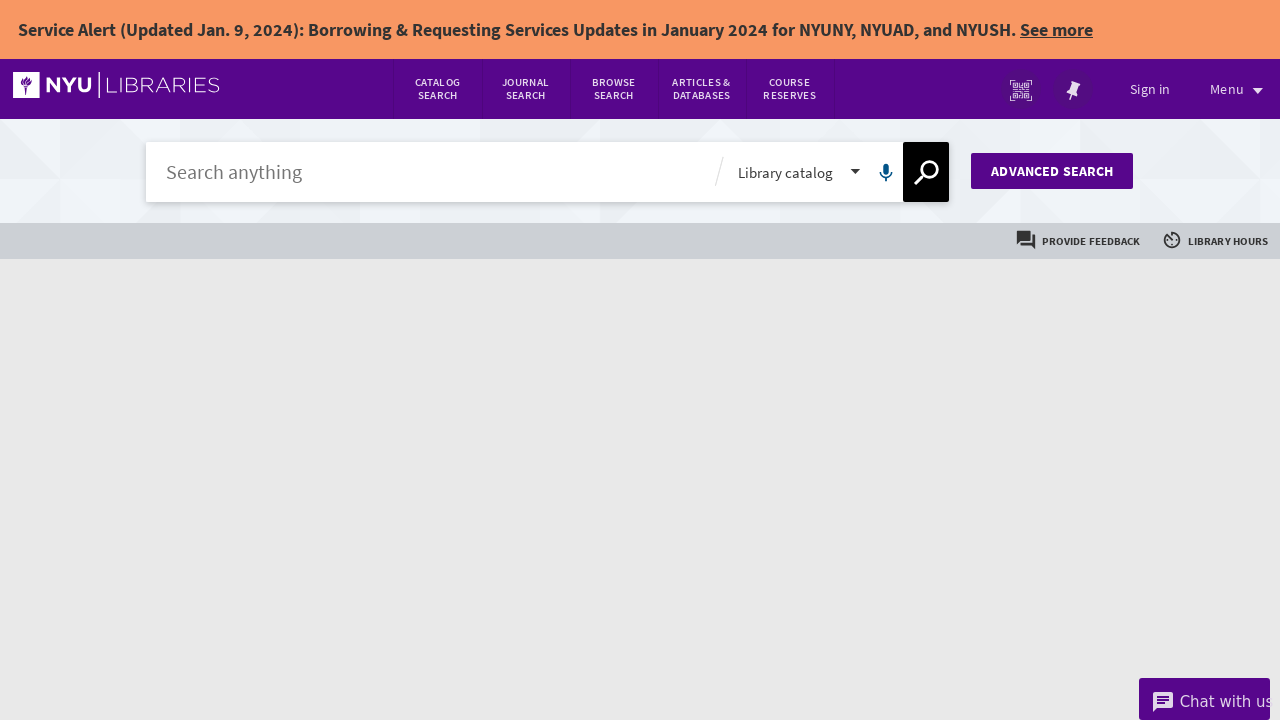 Service Alert (Updated Jan. 9, 2024): Borrowing & Requesting Services Updates in January 2024 for NYUNY, NYUAD, and NYUSH. See more
NYU LIBRARIES
CATALOG
SEARCH
JOURNAL
SEARCH
BROWSE
SEARCH
ARTICLES &
DATABASES
COURSE
RESERVES
Sign in
Menu
Search anything
Library catalog
ADVANCED SEARCH
PROVIDE FEEDBACK
LIBRARY HOURS
Chat with us